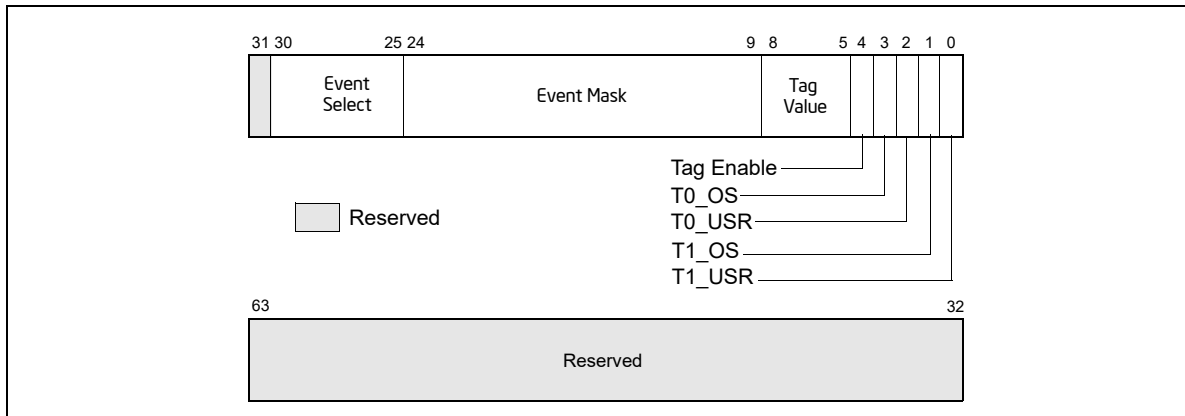 31 30 25 24 9 8 5 4 3 2 1 0
Event
Select
Event Mask
Tag
Value
Tag Enable
T0_OS
Reserved
T0_USR
T1_OS
T1_USR
63 32
Reserved